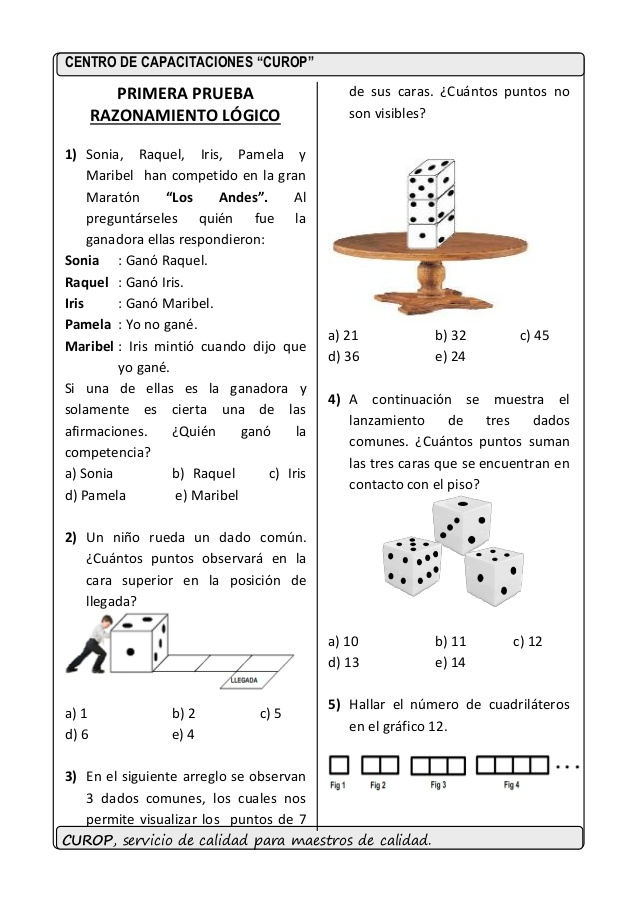 CENTRO DE CAPACITACIONES “CUROP”
PRIMERA PRUEBA
RAZONAMIENTO LÓGICO
1) Sonia, Raquel, Iris, Pamela y
Maribel han competido en la gran
Maratón “Los Andes”. Al
preguntárseles quién fue la
ganadora ellas respondieron:
Sonia : Ganó Raquel.
Raquel : Ganó Iris.
Iris : Ganó Maribel.
Pamela : Yo no gané.
Maribel : Iris mintió cuando dijo que
yo gané.
Si una de ellas es la ganadora y
solamente es cierta una de las
afirmaciones. ¿Quién ganó la
competencia?
a) Sonia b) Raquel c) Iris
d) Pamela e) Maribel
2) Un niño rueda un dado común.
¿Cuántos puntos observará en la
cara superior en la posición de
llegada?
LLEGADA
a) 1 b) 2 c) 5
d) 6 e) 4
3) En el siguiente arreglo se observan
3 dados comunes, los cuales nos
permite visualizar los puntos de 7
de sus caras. ¿Cuántos puntos no
son visibles?
a) 21 b) 32 c) 45
d) 36 e) 24
4) A continuación se muestra el
lanzamiento de tres dados
comunes. ¿Cuántos puntos suman
las tres caras que se encuentran en
contacto con el piso?
a) 10 b) 11 c) 12
d) 13 e) 14
5) Hallar el número de cuadriláteros
en el gráfico 12.
Fig 1 Fig 2 Fig 3 Fig 4
CUROP, servicio de calidad para maestros de calidad.